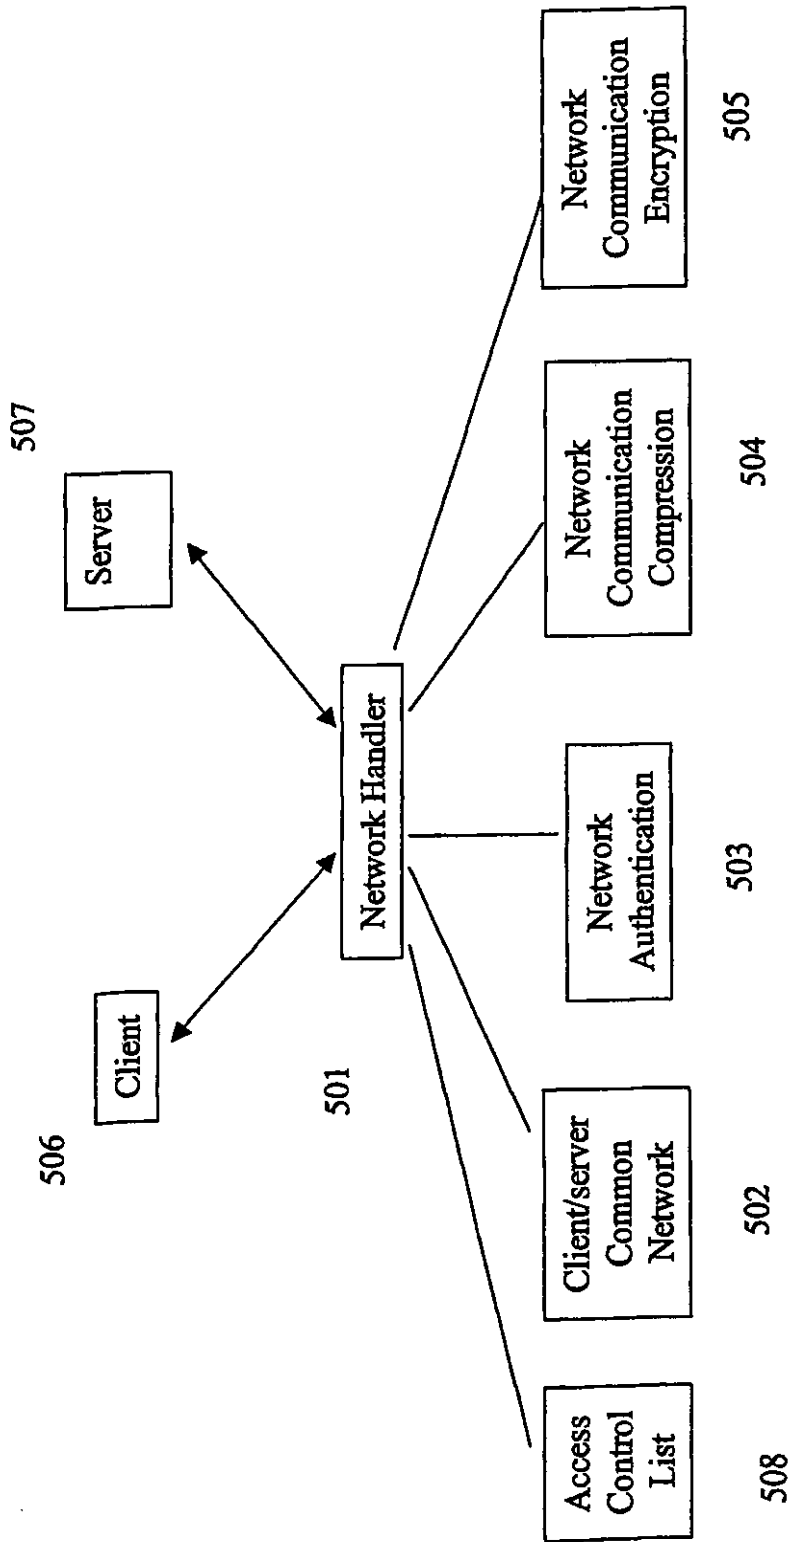 507
Server
506
Client
501
Network Handler
Access
Control
List
508
Client/server
Common
Network
502
Network
Authentication
503
Network
Communication
Compression
504
Network
Communication
Encryption
505